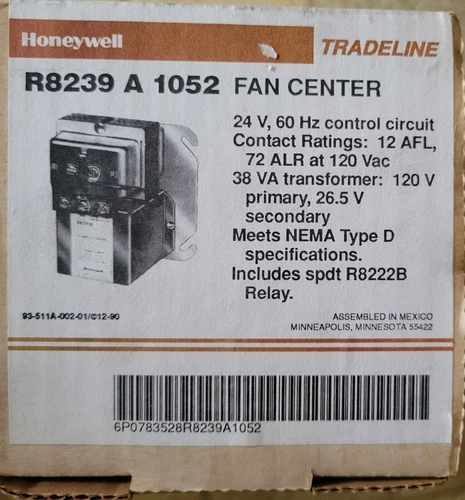 Honeywell
TRADELINE
R8239 A 1052 FAN CENTER
24 V, 60 Hz control circuit
Contact Ratings: 12 AFL,
72 ALR at 120 Vac
38 VA transformer: 120 V
primary, 26.5 V
secondary
Meets NEMA Type D
specifications.
Includes spdt R8222B
Relay.
Honeywell
93-511A-002-01/©12-90
ASSEMBLED IN MEXICO
MINNEAPOLIS, MINNESOTA 55422
6P0783528R8239A1052